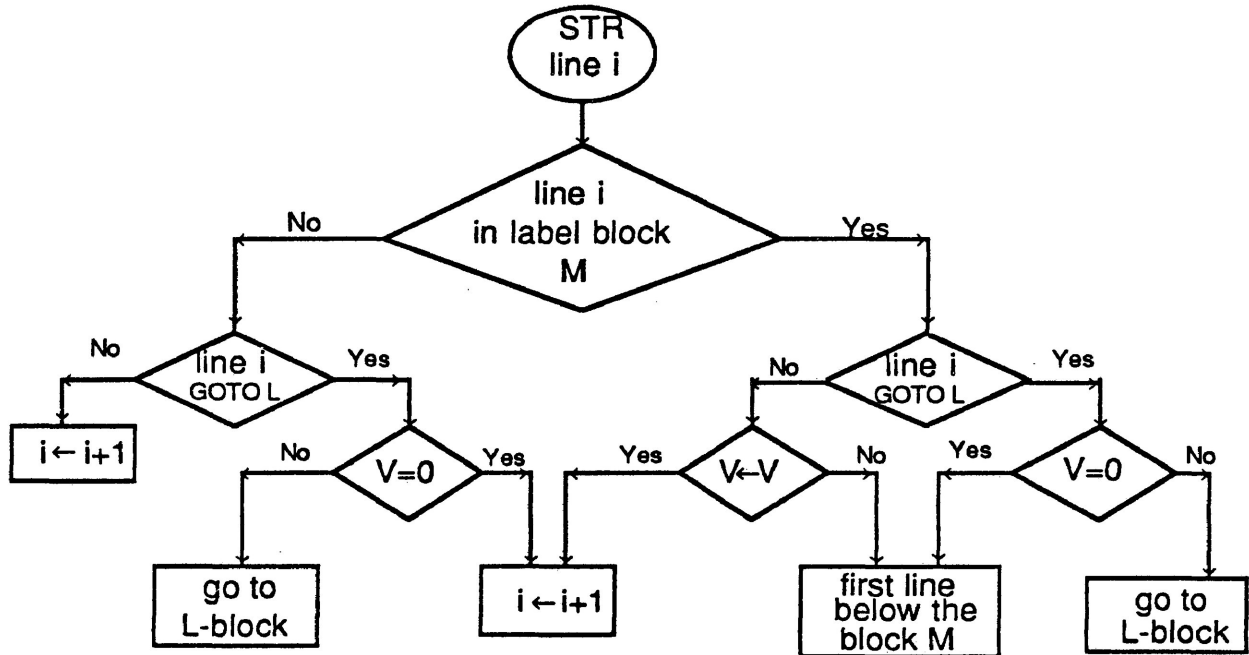 STR
line i
line i
in label block
M
No
Yes
No
line i
GOTO L
Yes
No
line i
GOTO L
Yes
i ← i+1
No
V=0
Yes
Yes
V←V
No
Yes
V=0
No
go to
L-block
i ← i+1
first line
below the
block M
go to
L-block